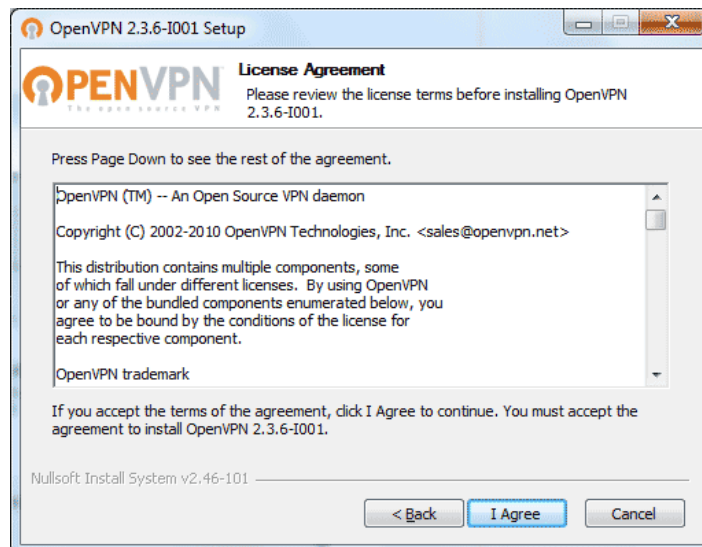 OpenVPN 2.3.6-I001 Setup
OPENVPN
The open source VPN
License Agreement
Please review the license terms before installing OpenVPN
2.3.6-I001.
Press Page Down to see the rest of the agreement.
OpenVPN (TM) -- An Open Source VPN daemon
Copyright (C) 2002-2010 OpenVPN Technologies, Inc. <sales@openvpn.net>
This distribution contains multiple components, some
of which fall under different licenses.  By using OpenVPN
or any of the bundled components enumerated below, you
agree to be bound by the conditions of the license for
each respective component.
OpenVPN trademark
If you accept the terms of the agreement, click I Agree to continue. You must accept the
agreement to install OpenVPN 2.3.6-I001.
Nullsoft Install System v2.46-101
< Back
I Agree
Cancel